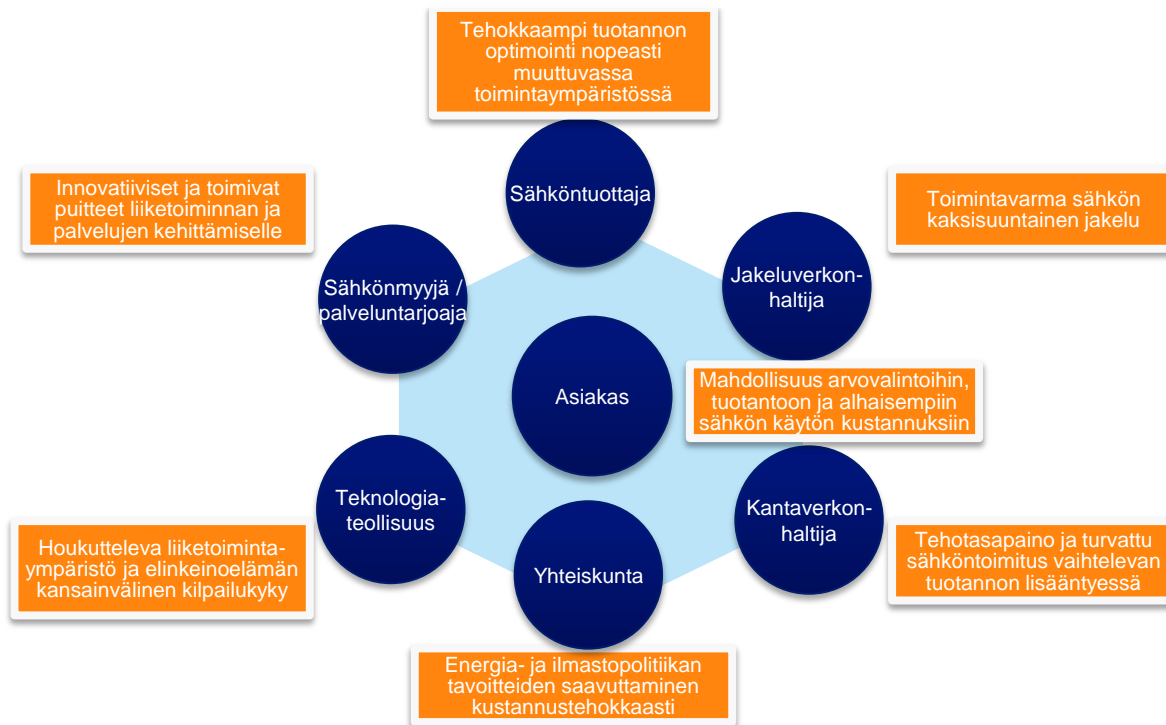 Tehokkaampi tuotannon
optimointi nopeasti
muuttuvassa
toimintaympäristössä
Sähköntuottaja
Innovatiiviset ja toimivat
puitteet liiketoiminnan ja
palvelujen kehittämiselle
Sähkönmyyjä /
palveluntarjoaja
Toimintavarma sähkön
kaksisuuntainen jakelu
Jakeluverkon-
haltija
Asiakas
Mahdollisuus arvovalintoihin,
tuotantoon ja alhaisempiin
sähkön käytön kustannuksiin
Teknologia-
teollisuus
Houkutteleva liiketoiminta-
ympäristö ja elinkeinoelämän
kansainvälinen kilpailukyky
Kantaverkon-
haltija
Tehotasapaino ja turvattu
sähköntoimitus vaihtelevan
tuotannon lisääntyessä
Yhteiskunta
Energia- ja ilmastopolitiikan
tavoitteiden saavuttaminen
kustannustehokkaasti